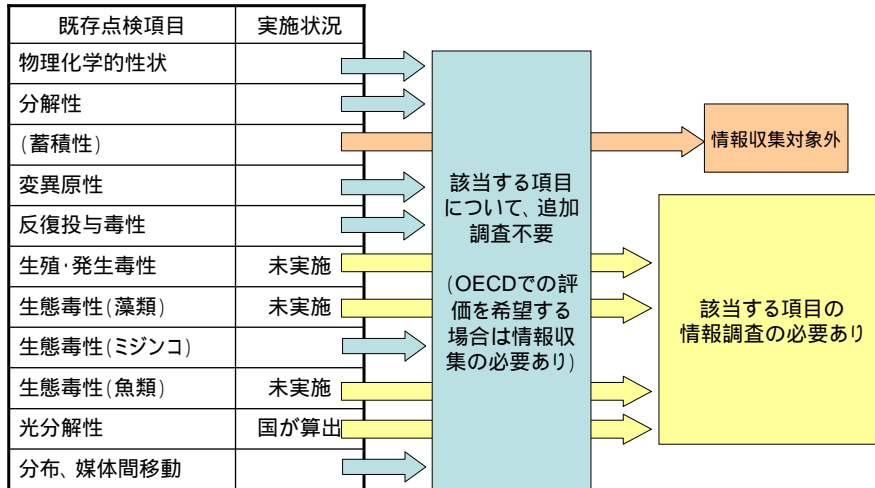 既存点検項目 実施状況
物理化学的性状
分解性
(蓄積性)
変異原性
反復投与毒性
生殖・発生毒性 未実施
生態毒性(藻類) 未実施
生態毒性(ミジンコ)
生態毒性(魚類) 未実施
光分解性 国が算出
分布、媒体間移動
該当する項目
について、追加
調査不要
(OECDでの評
価を希望する
場合は情報収
集の必要あり)
情報収集対象外
該当する項目の
情報調査の必要あり